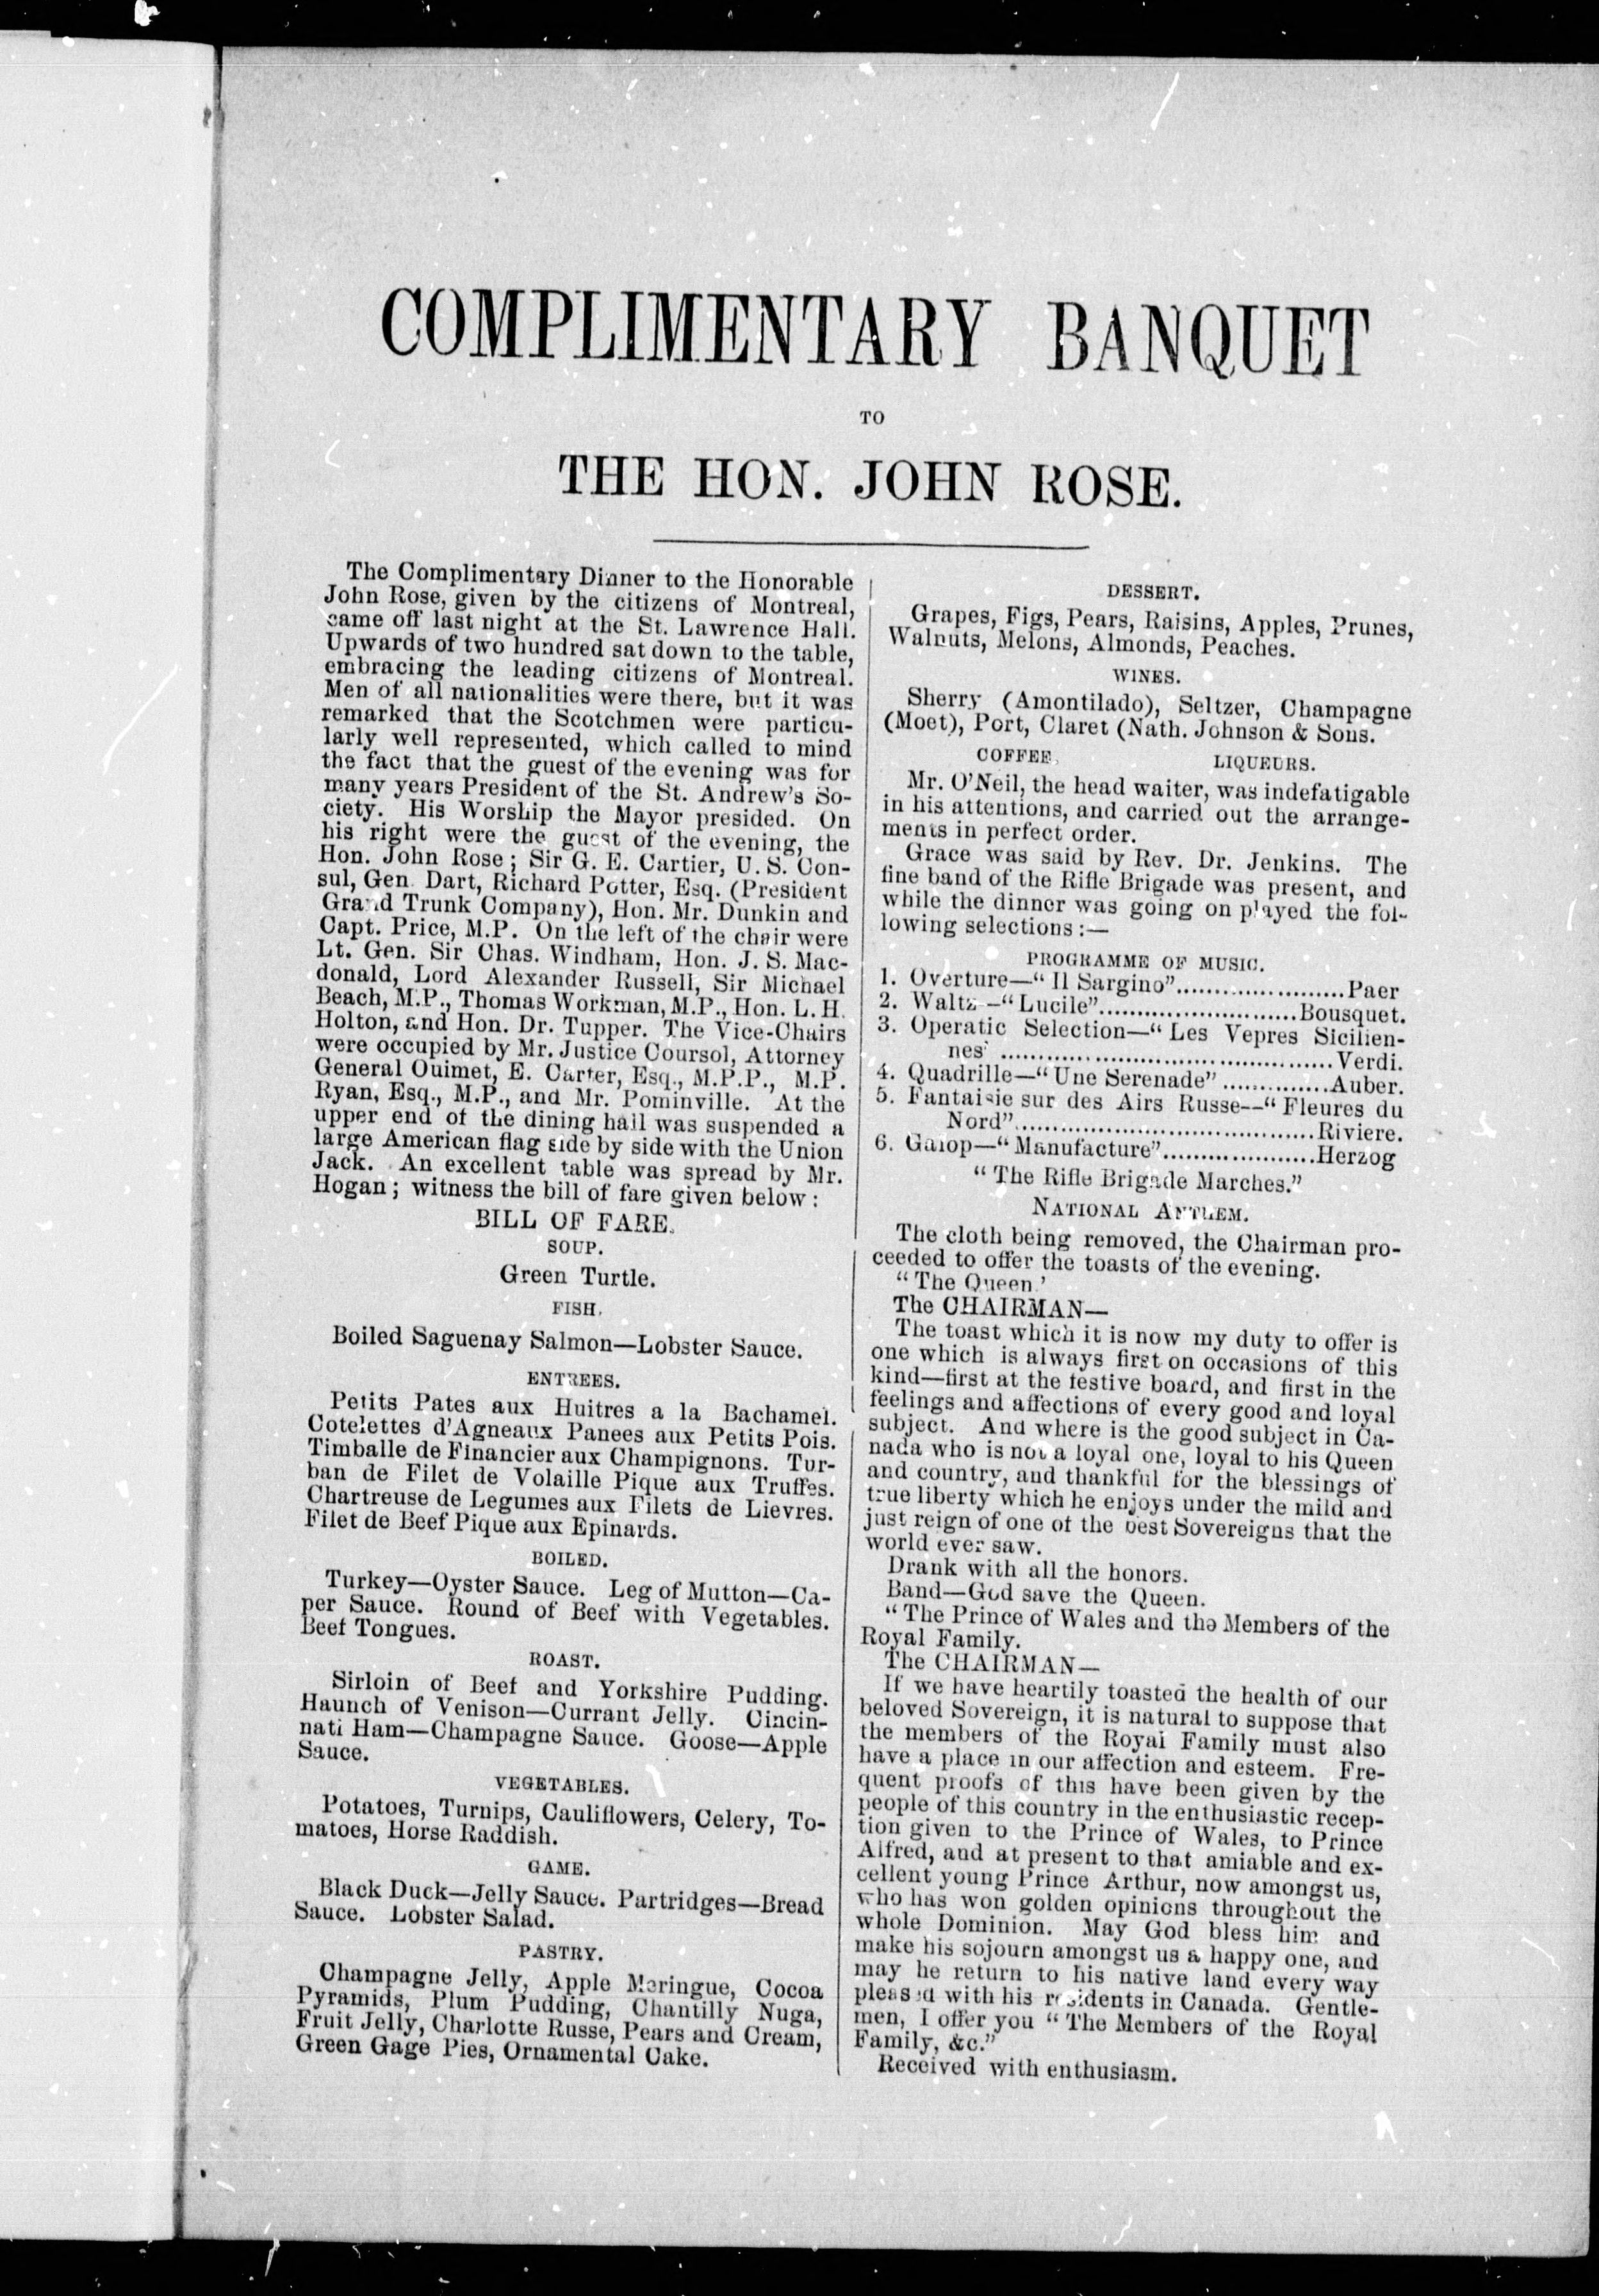 COMPLIMENTARY BANQUET
TO
THE HON. JOHN ROSE.
The Complimentary Dinner to the Honorable
John Rose, given by the citizens of Montreal,
came off last night at the St. Lawrence Hall.
Upwards of two hundred sat down to the table,
embracing the leading citizens of Montreal.
Men of all nationalities were there, but it was
remarked that the Scotchmen were particu-
larly well represented, which called to mind
the fact that the guest of the evening was for
many years President of the St. Andrew's So-
ciety. His Worship the Mayor presided. On
his right were the guest of the evening, the
Hon. John Rose; Sir G. E. Cartier, U. S. Con-
sul, Gen. Dart, Richard Potter, Esq. (President
Grand Trunk Company), Hon. Mr. Dunkin and
Capt. Price, M.P. On the left of the chair were
Lt. Gen. Sir Chas. Windham, Hon. J. S. Mac-
donald, Lord Alexander Russell, Sir Michael
Beach, M.P., Thomas Workman, M.P., Hon. L. H.
Holton, and Hon. Dr. Tupper. The Vice-Chairs
were occupied by Mr. Justice Coursol, Attorney
General Ouimet, E. Carter, Esq., M.P.P., M.P.
Ryan, Esq., M.P., and Mr. Pominville. At the
upper end of the dining hall was suspended a
large American flag side by side with the Union
Jack. An excellent table was spread by Mr.
Hogan; witness the bill of fare given below:
BILL OF FARE.
SOUP.
Green Turtle.
FISH.
Boiled Saguenay Salmon—Lobster Sauce.
ENTREES.
Petits Pates aux Huitres a la Bachamel.
Cotelettes d'Agneaux Panees aux Petits Pois.
Timballe de Financier aux Champignons. Tur-
ban de Filet de Volaille Pique aux Truffes.
Chartreuse de Legumes aux Filets de Lievres.
Filet de Beef Pique aux Epinards.
BOILED.
Turkey—Oyster Sauce. Leg of Mutton—Ca-
per Sauce. Round of Beef with Vegetables.
Beef Tongues.
ROAST.
Sirloin of Beef and Yorkshire Pudding.
Haunch of Venison—Currant Jelly. Cincin-
nati Ham—Champagne Sauce. Goose—Apple
Sauce.
VEGETABLES.
Potatoes, Turnips, Cauliflowers, Celery, To-
matoes, Horse Raddish.
GAME.
Black Duck—Jelly Sauce. Partridges—Bread
Sauce. Lobster Salad.
PASTRY.
Champagne Jelly, Apple Meringue, Cocoa
Pyramids, Plum Pudding, Chantilly Nuga,
Fruit Jelly, Charlotte Russe, Pears and Cream,
Green Gage Pies, Ornamental Cake.
DESSERT.
Grapes, Figs, Pears, Raisins, Apples, Prunes,
Walnuts, Melons, Almonds, Peaches.
WINES.
Sherry (Amontilado), Seltzer, Champagne
(Moet), Port, Claret (Nath. Johnson & Sons.
COFFEE. LIQUEURS.
Mr. O'Neil, the head waiter, was indefatigable
in his attentions, and carried out the arrange-
ments in perfect order.
Grace was said by Rev. Dr. Jenkins. The
fine band of the Rifle Brigade was present, and
while the dinner was going on played the fol-
lowing selections:—
PROGRAMME OF MUSIC.
1. Overture—"Il Sargino".....................Paer
2. Waltz—"Lucile"..........................Bousquet.
3. Operatic Selection—"Les Vepres Sicilien-
nes' ............................................Verdi.
4. Quadrille—"Une Serenade"..............Auber.
5. Fantaisie sur des Airs Russe--"Fleures du
Nord".......................................Riviere.
6. Galop—"Manufacture"....................Herzog
"The Rifle Brigade Marches."
NATIONAL ANTHEM.
The cloth being removed, the Chairman pro-
ceeded to offer the toasts of the evening.
"The Queen.'
The CHAIRMAN—
The toast which it is now my duty to offer is
one which is always first on occasions of this
kind—first at the festive board, and first in the
feelings and affections of every good and loyal
subject. And where is the good subject in Ca-
nada who is not a loyal one, loyal to his Queen
and country, and thankful for the blessings of
true liberty which he enjoys under the mild and
just reign of one of the best Sovereigns that the
world ever saw.
Drank with all the honors.
Band—God save the Queen.
"The Prince of Wales and the Members of the
Royal Family.
The CHAIRMAN—
If we have heartily toasted the health of our
beloved Sovereign, it is natural to suppose that
the members of the Royal Family must also
have a place in our affection and esteem. Fre-
quent proofs of this have been given by the
people of this country in the enthusiastic recep-
tion given to the Prince of Wales, to Prince
Alfred, and at present to that amiable and ex-
cellent young Prince Arthur, now amongst us,
who has won golden opinions throughout the
whole Dominion. May God bless him and
make his sojourn amongst us a happy one, and
may he return to his native land every way
pleased with his residents in Canada. Gentle-
men, I offer you "The Members of the Royal
Family, &c."
Received with enthusiasm.